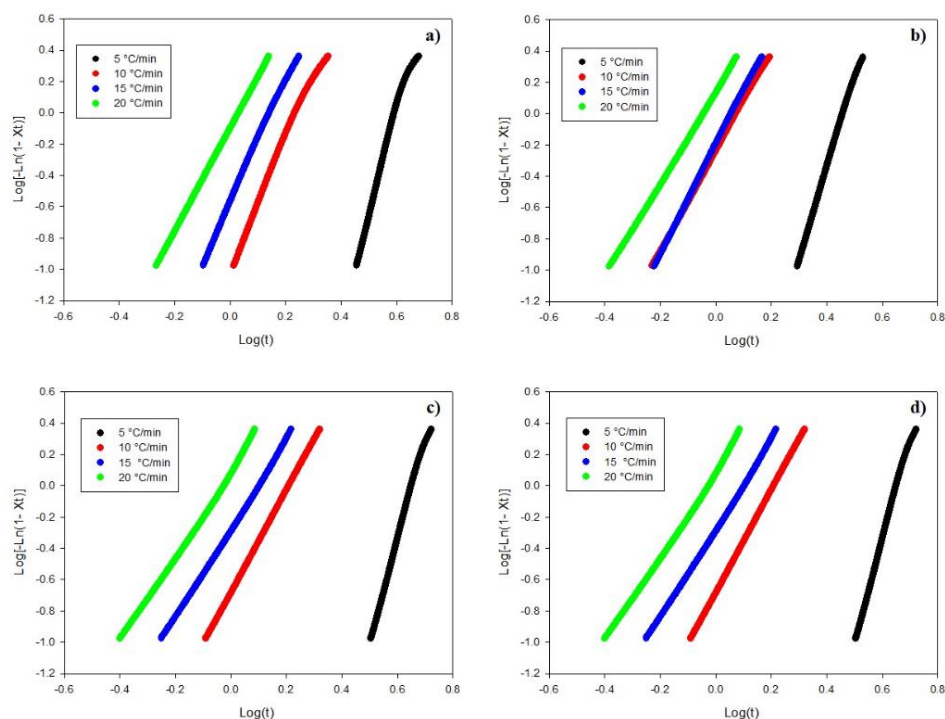 a)
0.6
0.4
0.2
0.0
-0.2
-0.4
-0.6
-0.8
-1.0
-1.2
Log[-Ln(1- Xt)]
5 °C/min
10 °C/min
15 °C/min
20 °C/min
-0.6 -0.4 -0.2 0.0 0.2 0.4 0.6 0.8
Log(t)
b)
0.6
0.4
0.2
0.0
-0.2
-0.4
-0.6
-0.8
-1.0
-1.2
Log[-Ln(1- Xt)]
5 °C/min
10 °C/min
15 °C/min
20 °C/min
-0.6 -0.4 -0.2 0.0 0.2 0.4 0.6 0.8
Log(t)
c)
0.6
0.4
0.2
0.0
-0.2
-0.4
-0.6
-0.8
-1.0
-1.2
Log[-Ln(1- Xt)]
5 °C/min
10 °C/min
15  °C/min
20 °C/min
-0.6 -0.4 -0.2 0.0 0.2 0.4 0.6 0.8
Log(t)
d)
0.6
0.4
0.2
0.0
-0.2
-0.4
-0.6
-0.8
-1.0
-1.2
Log[-Ln(1- Xt)]
5 °C/min
10 °C/min
15  °C/min
20 °C/min
-0.6 -0.4 -0.2 0.0 0.2 0.4 0.6 0.8
Log(t)